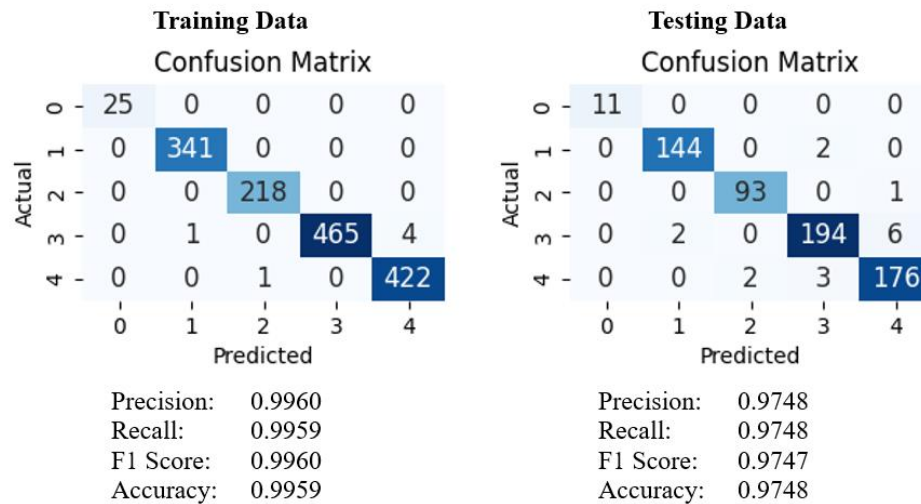 Training Data
Confusion Matrix
Actual
0 25 0 0 0 0
1 0 341 0 0 0
2 0 0 218 0 0
3 0 1 0 465 4
4 0 0 1 0 422
0 1 2 3 4
Predicted
Precision: 0.9960
Recall: 0.9959
F1 Score: 0.9960
Accuracy: 0.9959
Testing Data
Confusion Matrix
Actual
0 11 0 0 0 0
1 0 144 0 2 0
2 0 0 93 0 1
3 0 2 0 194 6
4 0 0 2 3 176
0 1 2 3 4
Predicted
Precision: 0.9748
Recall: 0.9748
F1 Score: 0.9747
Accuracy: 0.9748